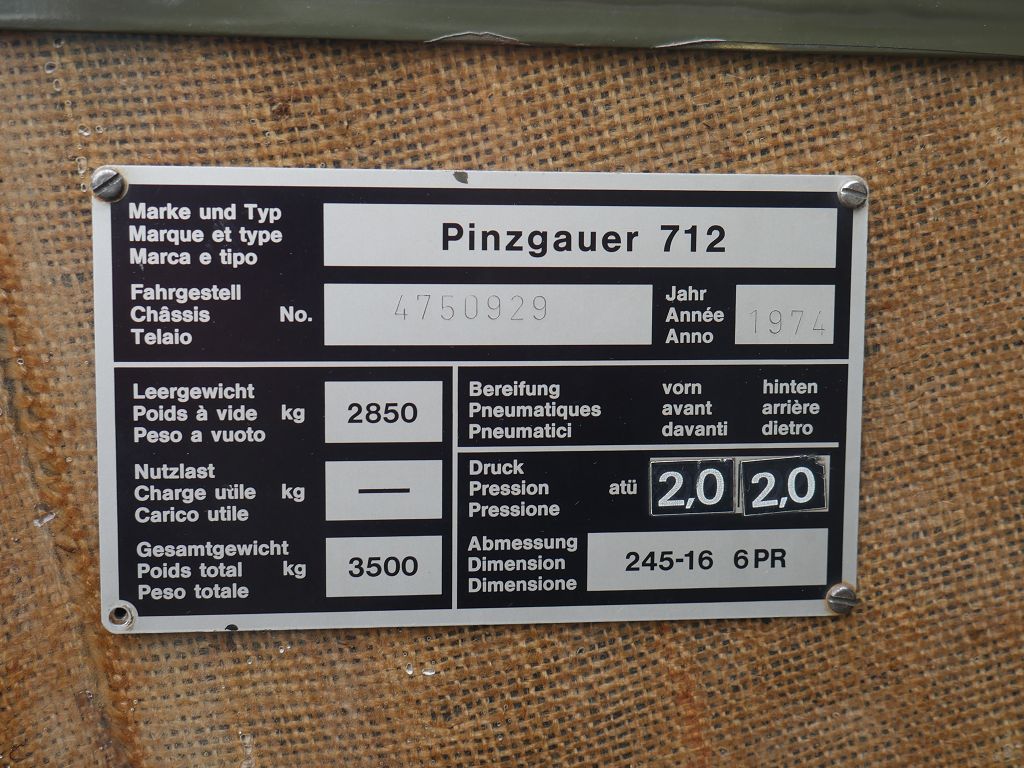 Marke und Typ
Marque et type
Marca e tipo
Pinzgauer 712
Fahrgestell
Châssis No.
Telaio
4750929
Jahr
Année
Anno
1974
Leergewicht
Poids à vide kg
Peso a vuoto
2850
Nutzlast
Charge utile kg
Carico utile
—
Gesamtgewicht
Poids total kg
Peso totale
3500
Bereifung vorn hinten
Pneumatiques avant arrière
Pneumatici davanti dietro
Druck
Pression atü
Pressione
2,0 2,0
Abmessung
Dimension
Dimensione
245-16 6PR